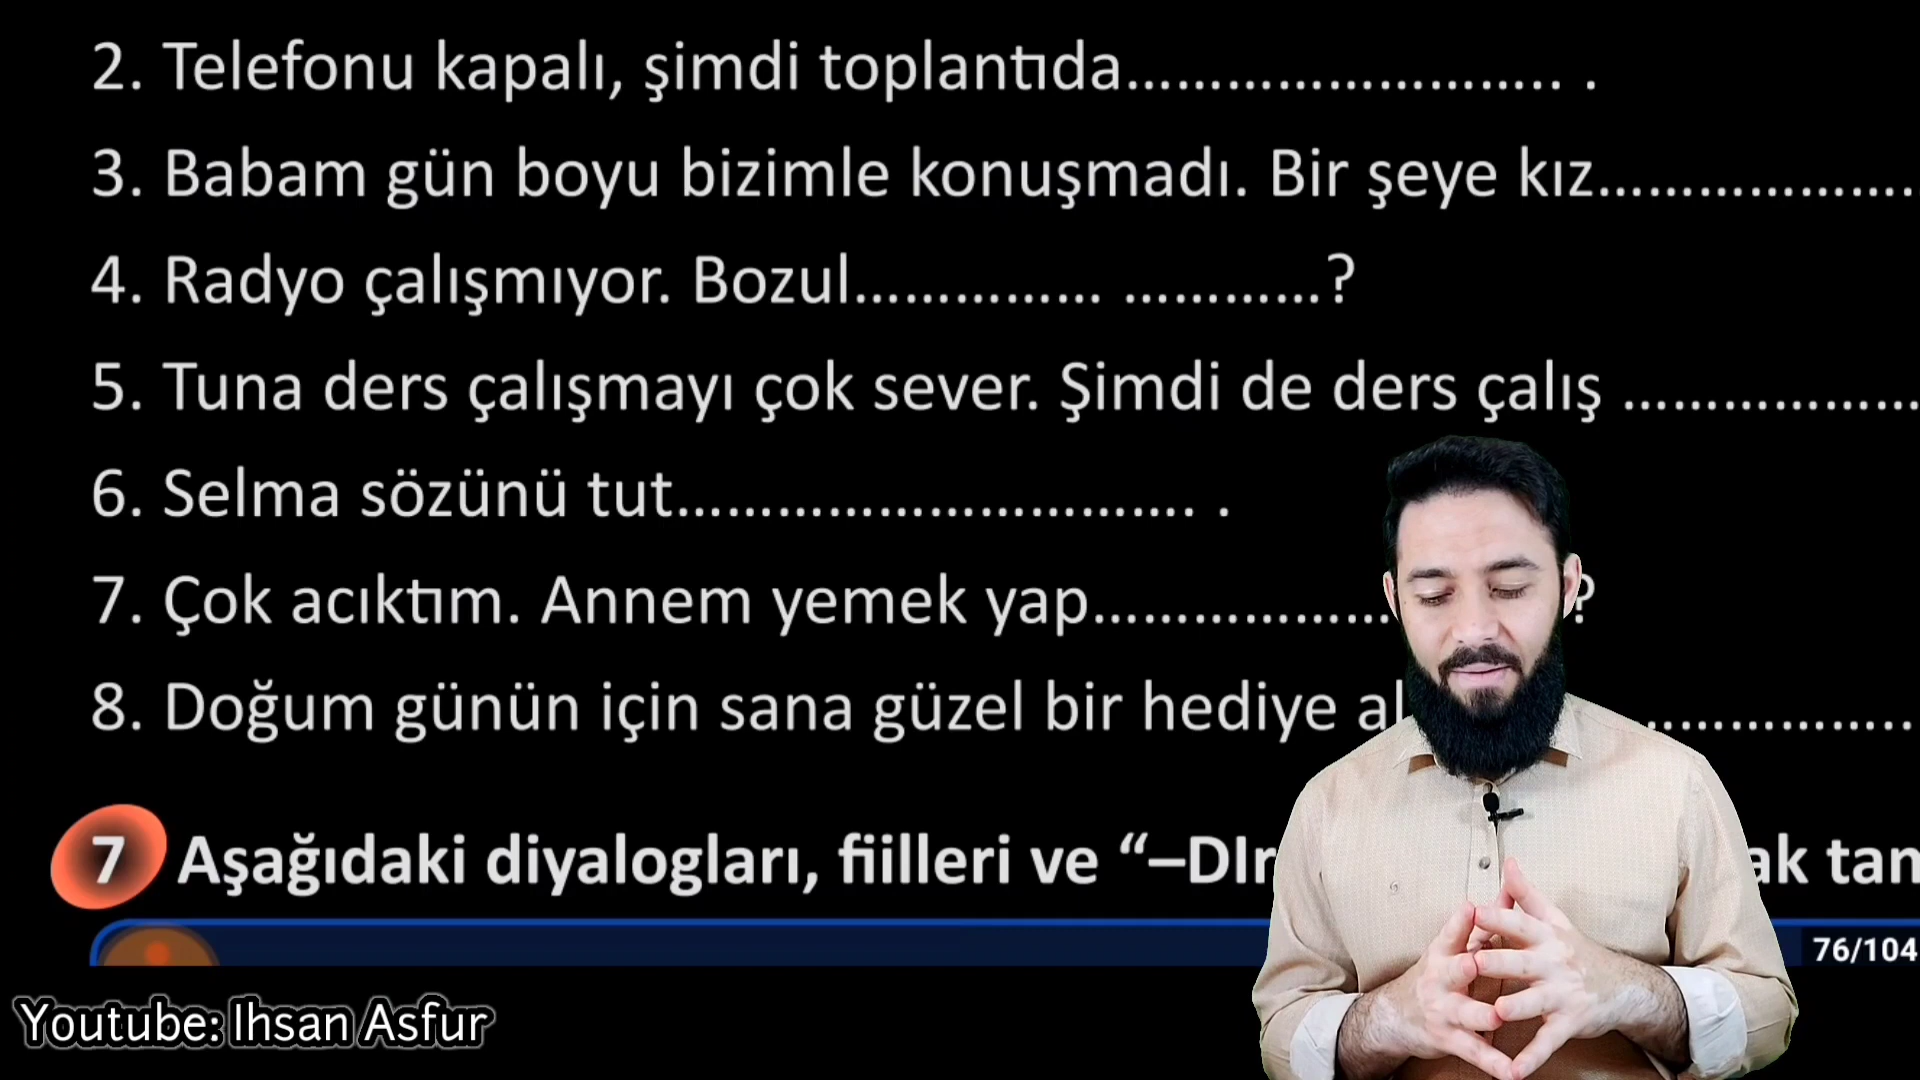 2. Telefonu kapalı, şimdi toplantıda.......................... .
3. Babam gün boyu bizimle konuşmadı. Bir şeye kız...................
4. Radyo çalışmıyor. Bozul............... ............?
5. Tuna ders çalışmayı çok sever. Şimdi de ders çalış ..................
6. Selma sözünü tut............................... .
7. Çok acıktım. Annem yemek yap.................. ?
8. Doğum günün için sana güzel bir hediye al ................
7 Aşağıdaki diyalogları, fiilleri ve “–DIr
76/104
Youtube: Ihsan Asfur